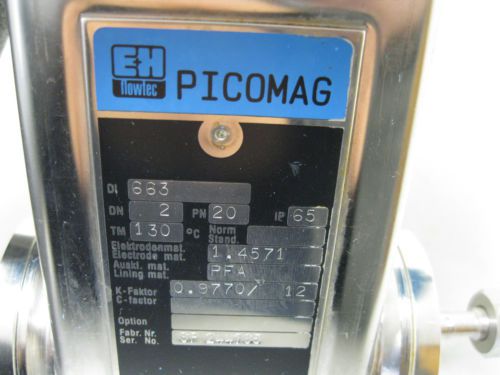 E+H
flowtec
PICOMAG
DI 663
DN 2 PN 20 IP 65
TM 130 °C Norm
Stand.
Elektrodenmat.
Electrode mat. 1.4571
Auskl. mat.
Lining mat. PFA
K-Faktor
C-factor 0.9770/ 12
Option
Fabr. Nr.
Ser. No.